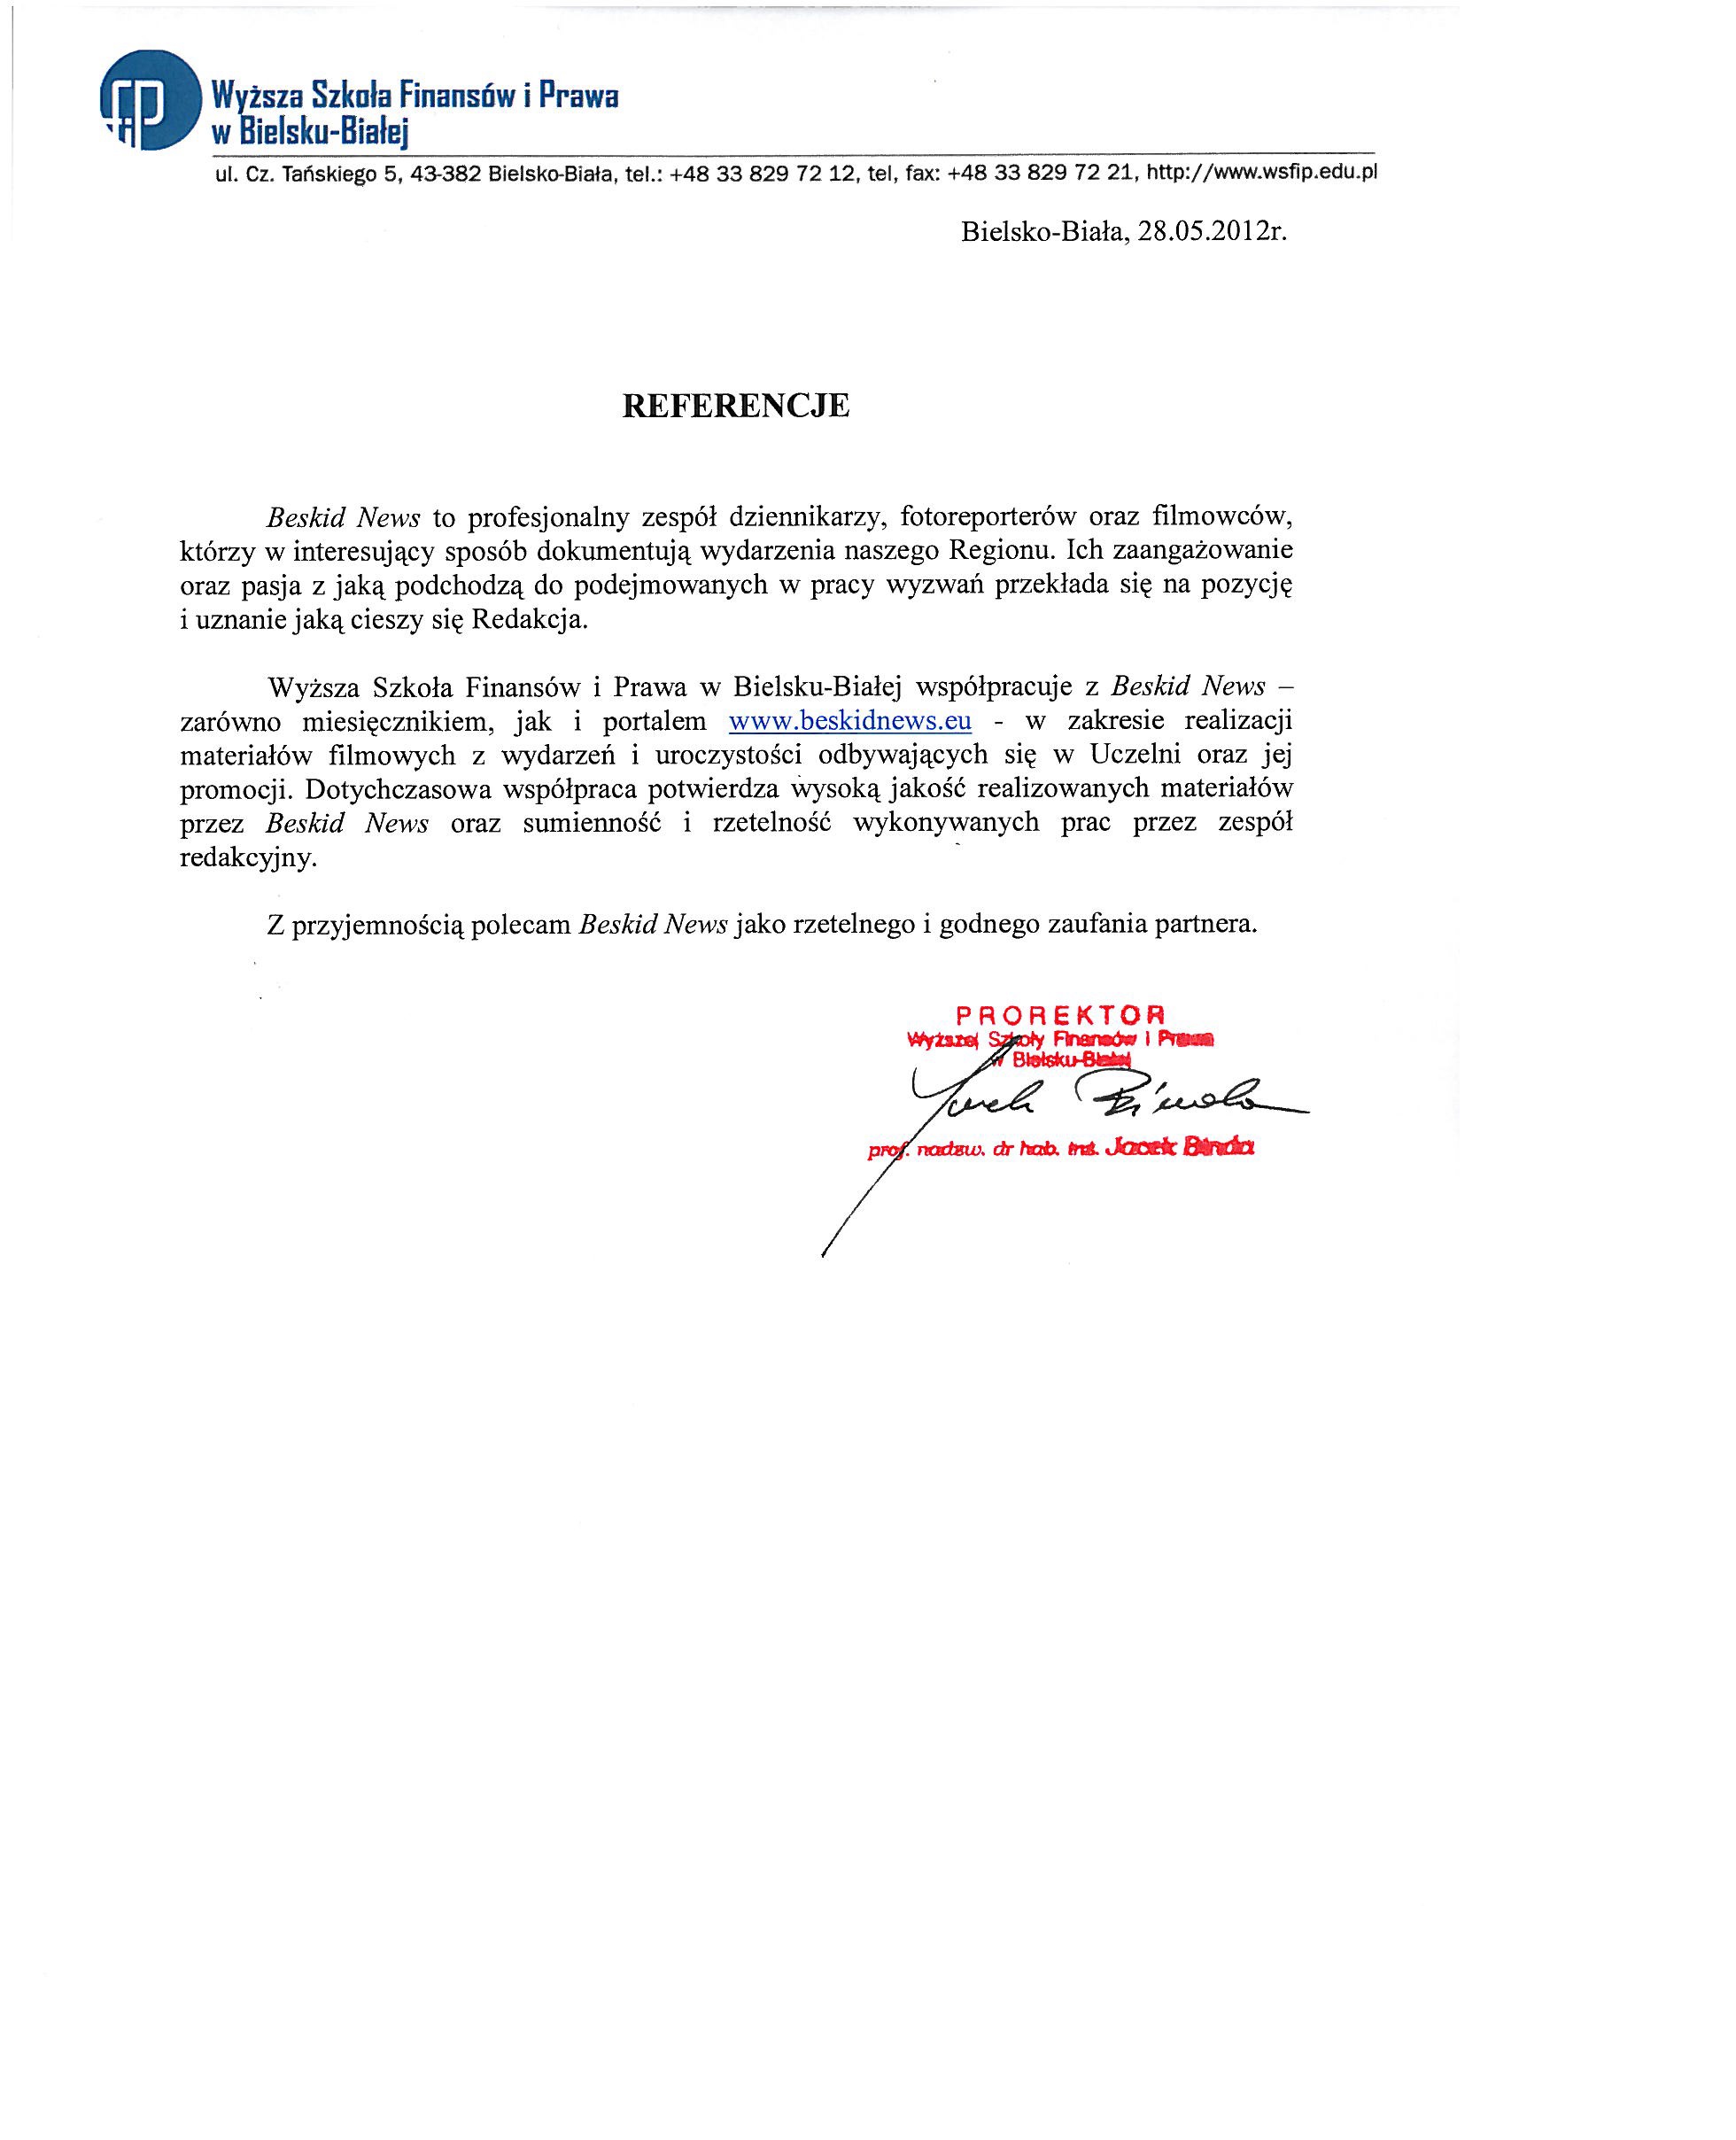 Wyższa Szkoła Finansów i Prawa
w Bielsku-Białej
ul. Cz. Tańskiego 5, 43-382 Bielsko-Biała, tel.: +48 33 829 72 12, tel, fax: +48 33 829 72 21, http://www.wsfip.edu.pl
Bielsko-Biała, 28.05.2012r.
REFERENCJE
Beskid News to profesjonalny zespół dziennikarzy, fotoreporterów oraz filmowców,
którzy w interesujący sposób dokumentują wydarzenia naszego Regionu. Ich zaangażowanie
oraz pasja z jaką podchodzą do podejmowanych w pracy wyzwań przekłada się na pozycję
i uznanie jaką cieszy się Redakcja.
Wyższa Szkoła Finansów i Prawa w Bielsku-Białej współpracuje z Beskid News –
zarówno miesięcznikiem, jak i portalem www.beskidnews.eu - w zakresie realizacji
materiałów filmowych z wydarzeń i uroczystości odbywających się w Uczelni oraz jej
promocji. Dotychczasowa współpraca potwierdza wysoką jakość realizowanych materiałów
przez Beskid News oraz sumienność i rzetelność wykonywanych prac przez zespół
redakcyjny.
Z przyjemnością polecam Beskid News jako rzetelnego i godnego zaufania partnera.
PROREKTOR
Wyższej Szkoły Finansów i Prawa
w Bielsku-Białej
Jacek Binda
prof. nadzw. dr hab. inż. Jacek Binda